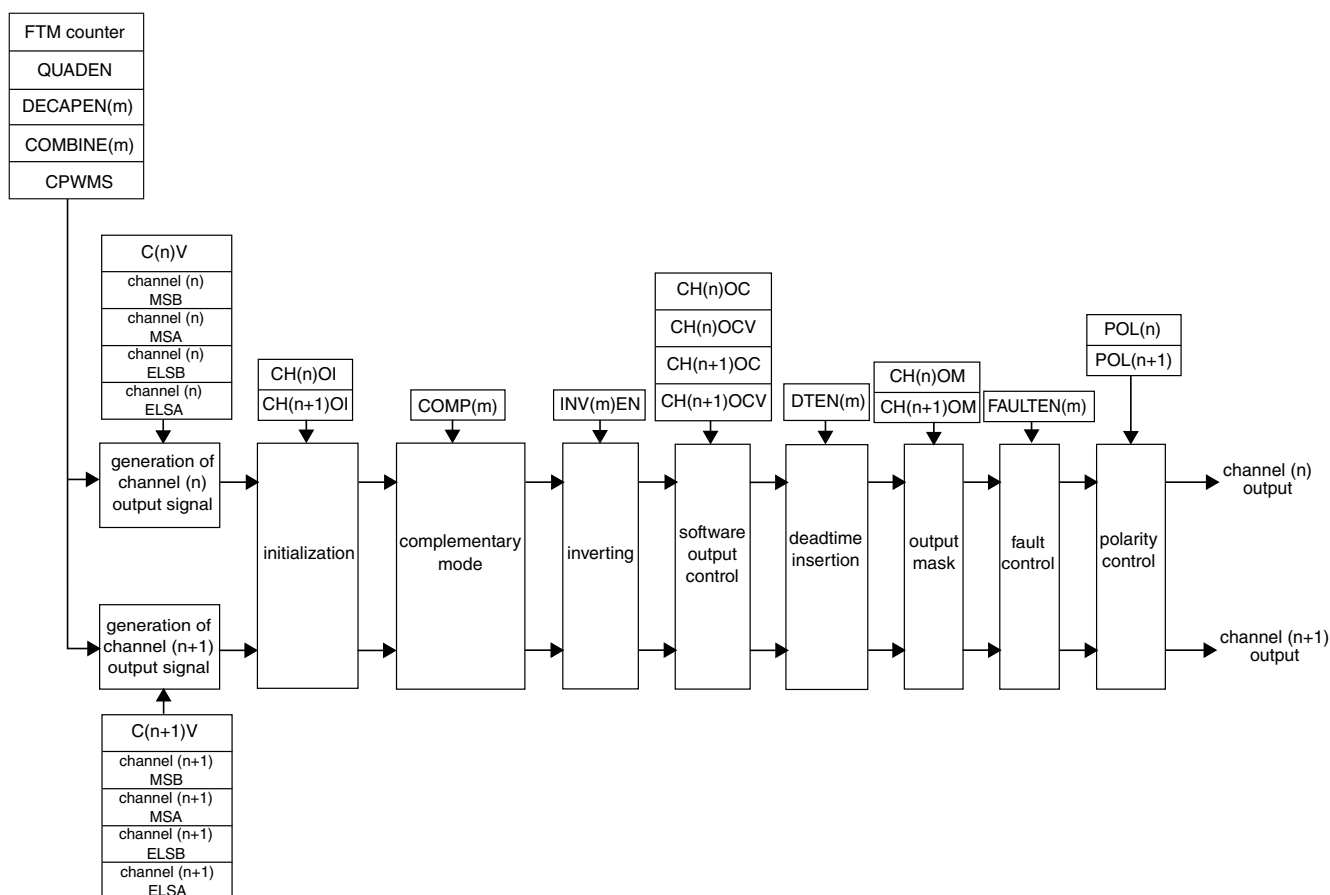 FTM counter
QUADEN
DECAPEN(m)
COMBINE(m)
CPWMS
C(n)V
channel (n)
MSB
channel (n)
MSA
channel (n)
ELSB
channel (n)
ELSA
CH(n)OI
CH(n+1)OI
COMP(m)
INV(m)EN
CH(n)OC
CH(n)OCV
CH(n+1)OC
CH(n+1)OCV
DTEN(m)
CH(n)OM
CH(n+1)OM
FAULTEN(m)
POL(n)
POL(n+1)
generation of
channel (n)
output signal
generation of
channel (n+1)
output signal
initialization
complementary
mode
inverting
software
output
control
deadtime
insertion
output
mask
fault
control
polarity
control
channel (n)
output
channel (n+1)
output
C(n+1)V
channel (n+1)
MSB
channel (n+1)
MSA
channel (n+1)
ELSB
channel (n+1)
ELSA